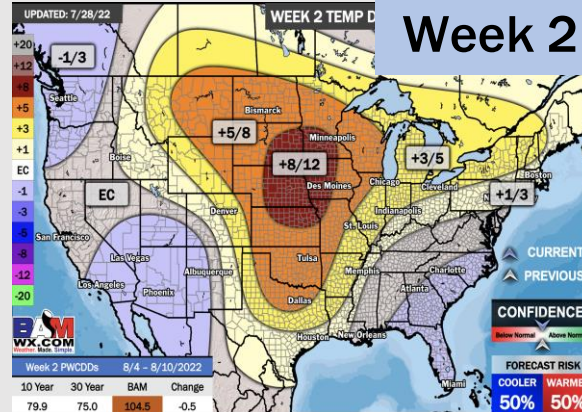 UPDATED: 7/28/22
WEEK 2 TEMP D
Week 2
+20
+12
+8
+5
+3
+1
EC
-1
-3
-5
-8
-12
-20
-1/3
Seattle
Bismarck
+5/8
Minneapolis
+8/12
+3/5
Boise
Des Moines
Chicago
Cleveland
Boston
+1/3
EC
Denver
Indianapolis
St. Louis
San Francisco
Las Vegas
Los Angeles
Phoenix
Albuquerque
Tulsa
Memphis
Charlotte
Atlanta
Dallas
Houston
New Orleans
Miami
CURRENT
PREVIOUS
CONFIDENCE
Below Normal
Above Norm
FORECAST RISK
COOLER
WARME
50%
50%
BAM
WX.COM
Weather. Made. Simple.
Week 2 PWCDDs 8/4 – 8/10/2022
10 Year 30 Year BAM Change
79.9 75.0 104.5 -0.5